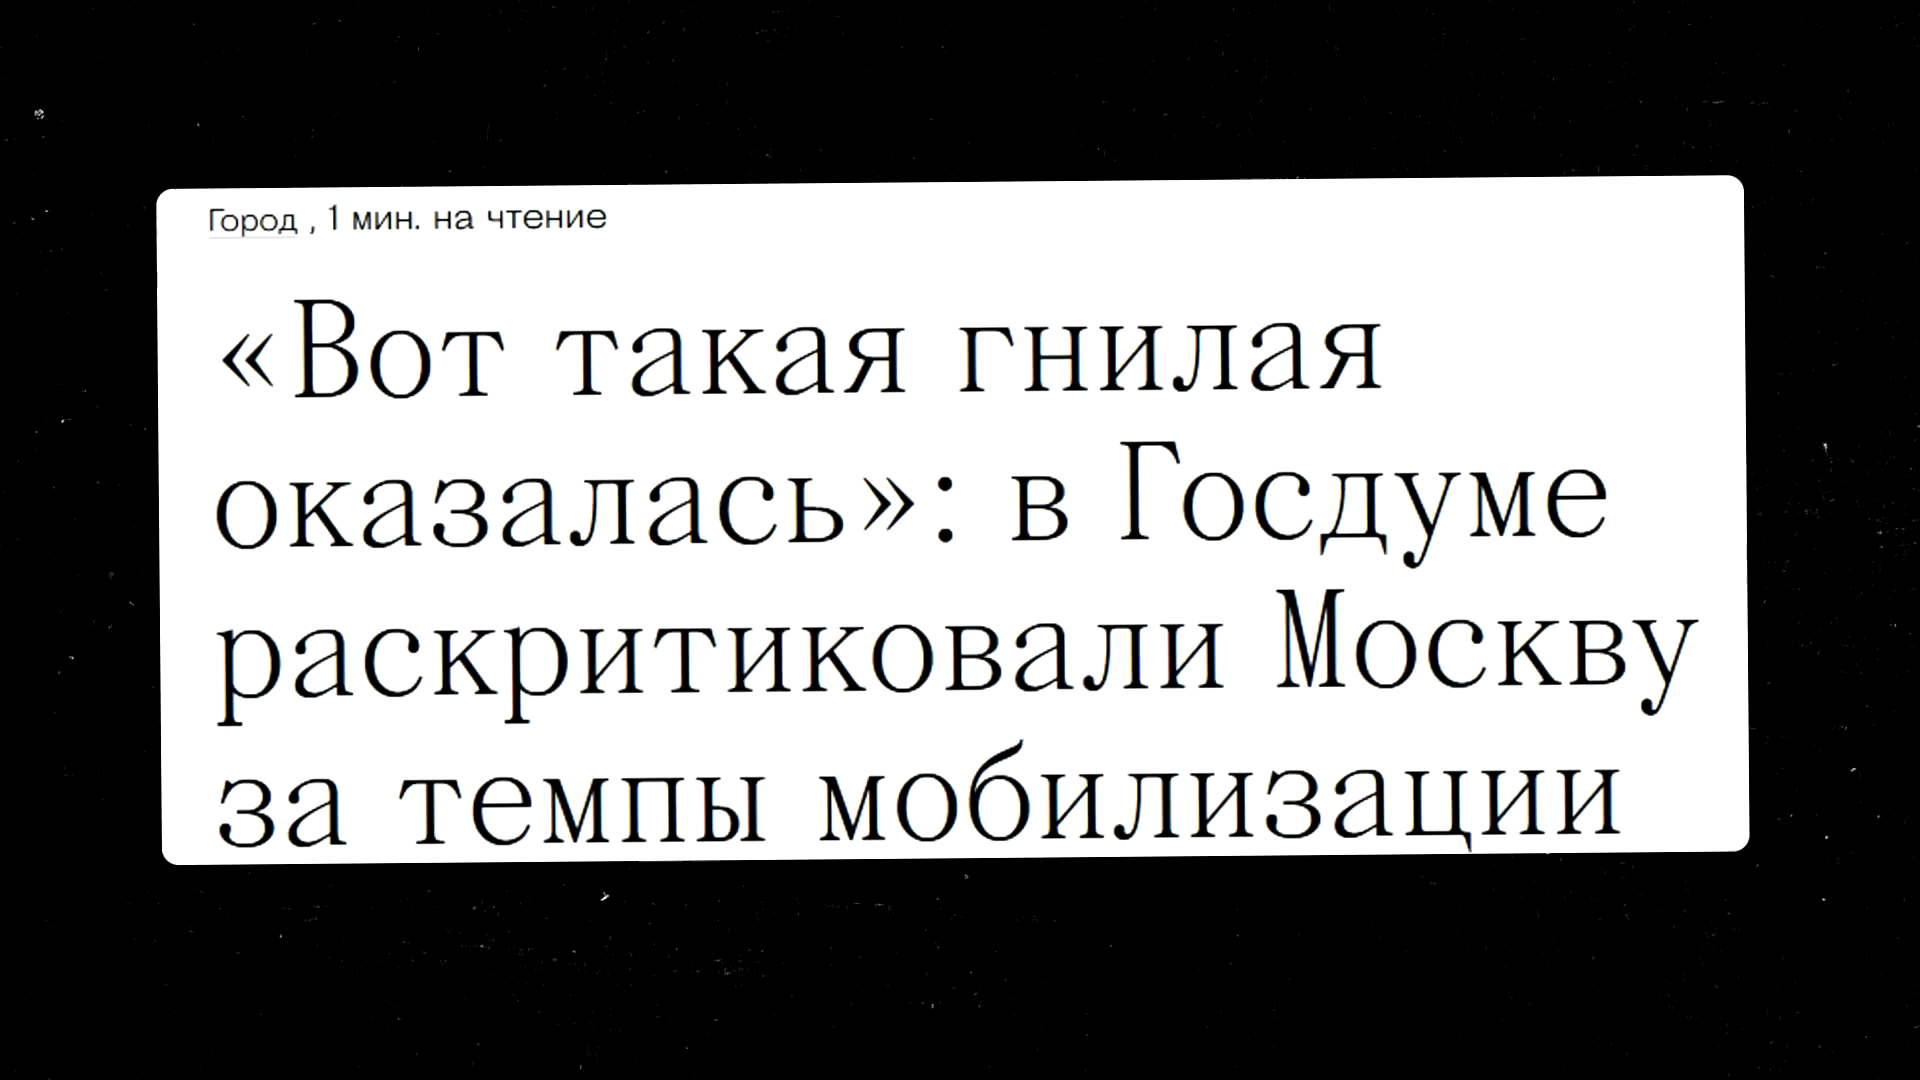 Город , 1 мин. на чтение
«Вот такая гнилая
оказалась»: в Госдуме
раскритиковали Москву
за темпы мобилизации